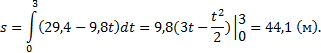 s = ∫₀³ (29,4 − 9,8t)dt = 9,8(3t − t²/2) |₀³ = 44,1 (м).